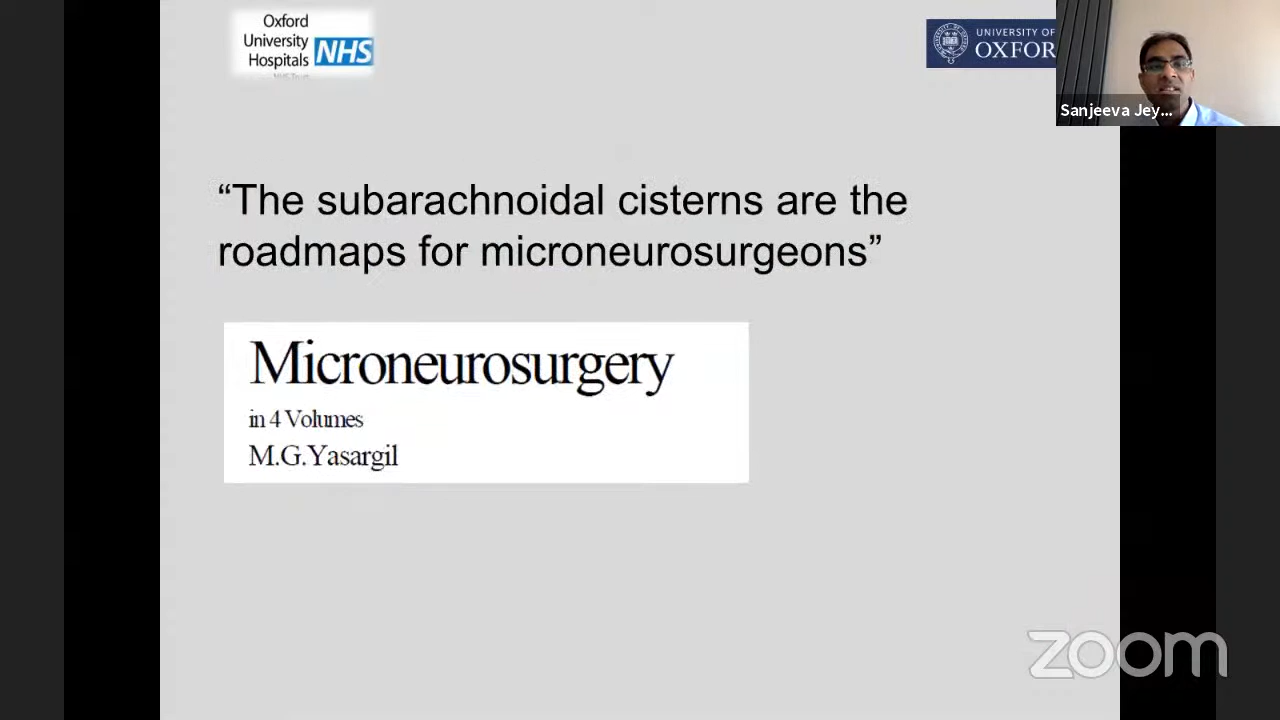 Oxford
University
Hospitals NHS
UNIVERSITY OF
OXFOR
Sanjeeva Jey...
“The subarachnoidal cisterns are the
roadmaps for microneurosurgeons”
Microneurosurgery
in 4 Volumes
M.G.Yasargil
zoom